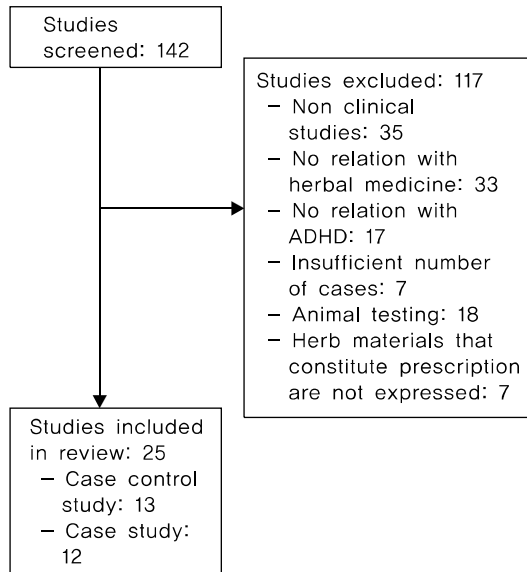 Studies
screened: 142
Studies excluded: 117
– Non clinical
studies: 35
– No relation with
herbal medicine: 33
– No relation with
ADHD: 17
– Insufficient number
of cases: 7
– Animal testing: 18
– Herb materials that
constitute prescription
are not expressed: 7
Studies included
in review: 25
– Case control
study: 13
– Case study:
12